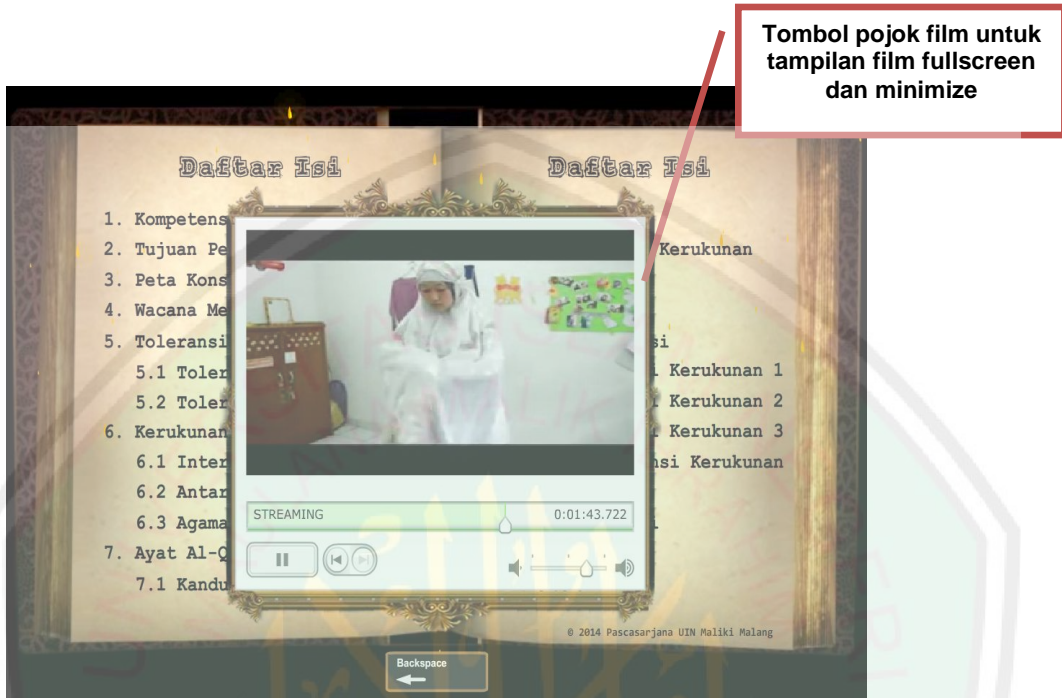 Tombol pojok film untuk
tampilan film fullscreen
dan minimize
Daftar Isi
1. Kompetens
2. Tujuan Pe
3. Peta Kons
4. Wacana Me
5. Toleransi
5.1 Toler
5.2 Toler
6. Kerukunan
6.1 Inter
6.2 Antar
6.3 Agama
7. Ayat Al-Q
7.1 Kandu
Daftar Isi
Kerukunan
si
i Kerukunan 1
i Kerukunan 2
i Kerukunan 3
nsi Kerukunan
STREAMING 0:01:43.722
© 2014 Pascasarjana UIN Maliki Malang
Backspace